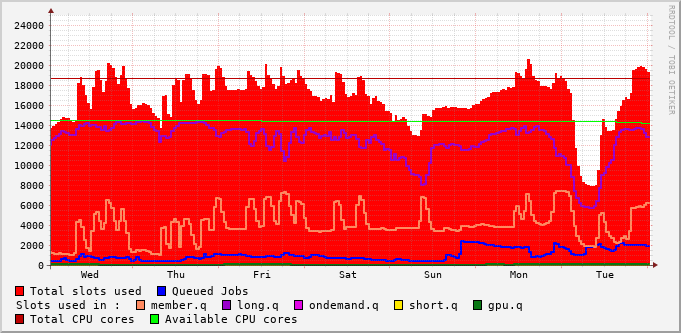 RRDTOOL / TOBI OETIKER
24000
22000
20000
18000
16000
14000
12000
10000
8000
6000
4000
2000
0
Wed Thu Fri Sat Sun Mon Tue
Total slots used Queued Jobs
Slots used in : member.q long.q ondemand.q short.q gpu.q
Total CPU cores Available CPU cores